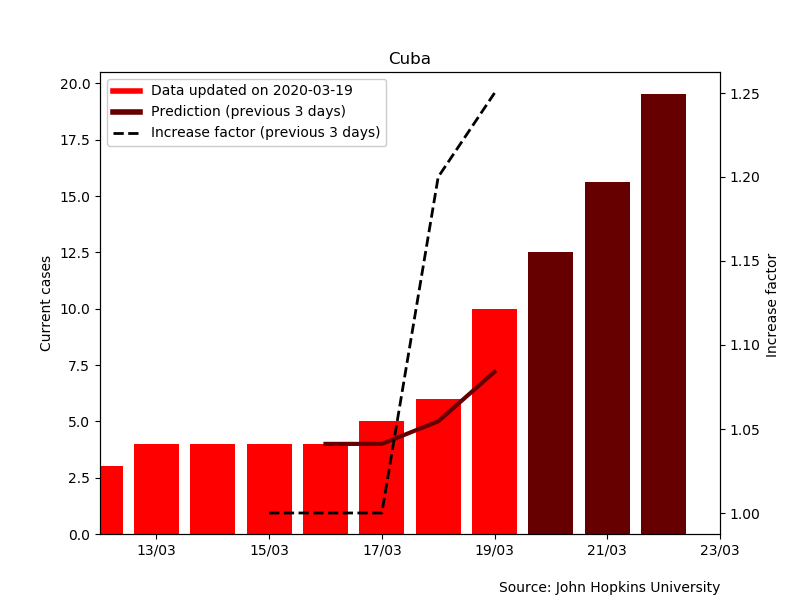 Cuba
Data updated on 2020-03-19
Prediction (previous 3 days)
Increase factor (previous 3 days)
20.0
17.5
15.0
12.5
10.0
7.5
5.0
2.5
0.0
Current cases
1.25
1.20
1.15
1.10
1.05
1.00
Increase factor
13/03 15/03 17/03 19/03 21/03 23/03
Source: John Hopkins University